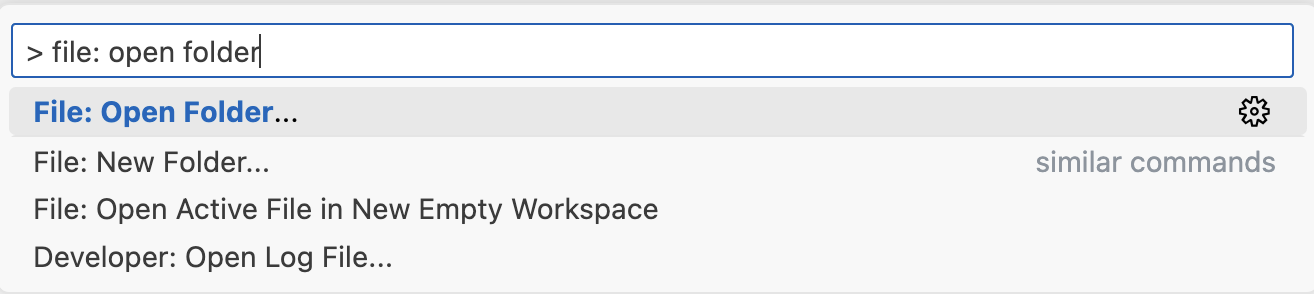 > file: open folder
File: Open Folder...
File: New Folder...
similar commands
File: Open Active File in New Empty Workspace
Developer: Open Log File...